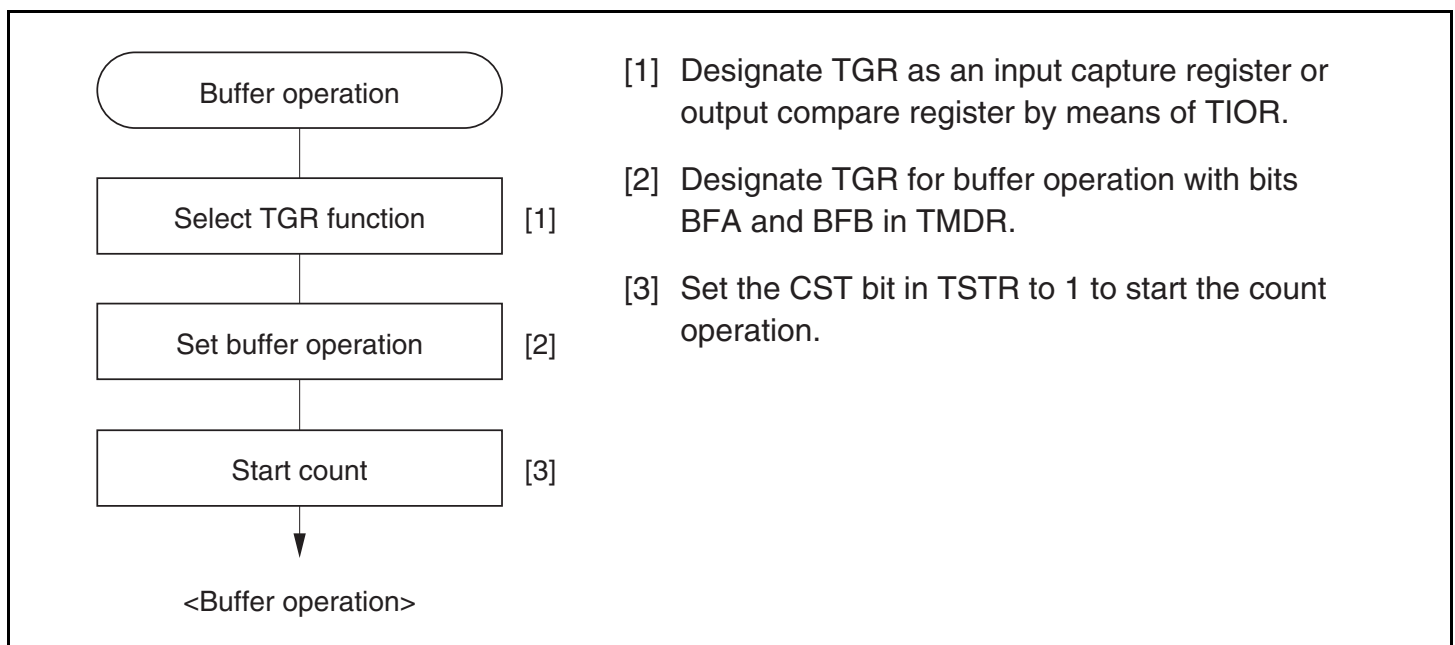 Buffer operation
Select TGR function [1]
Set buffer operation [2]
Start count [3]
<Buffer operation>
[1] Designate TGR as an input capture register or
output compare register by means of TIOR.
[2] Designate TGR for buffer operation with bits
BFA and BFB in TMDR.
[3] Set the CST bit in TSTR to 1 to start the count
operation.